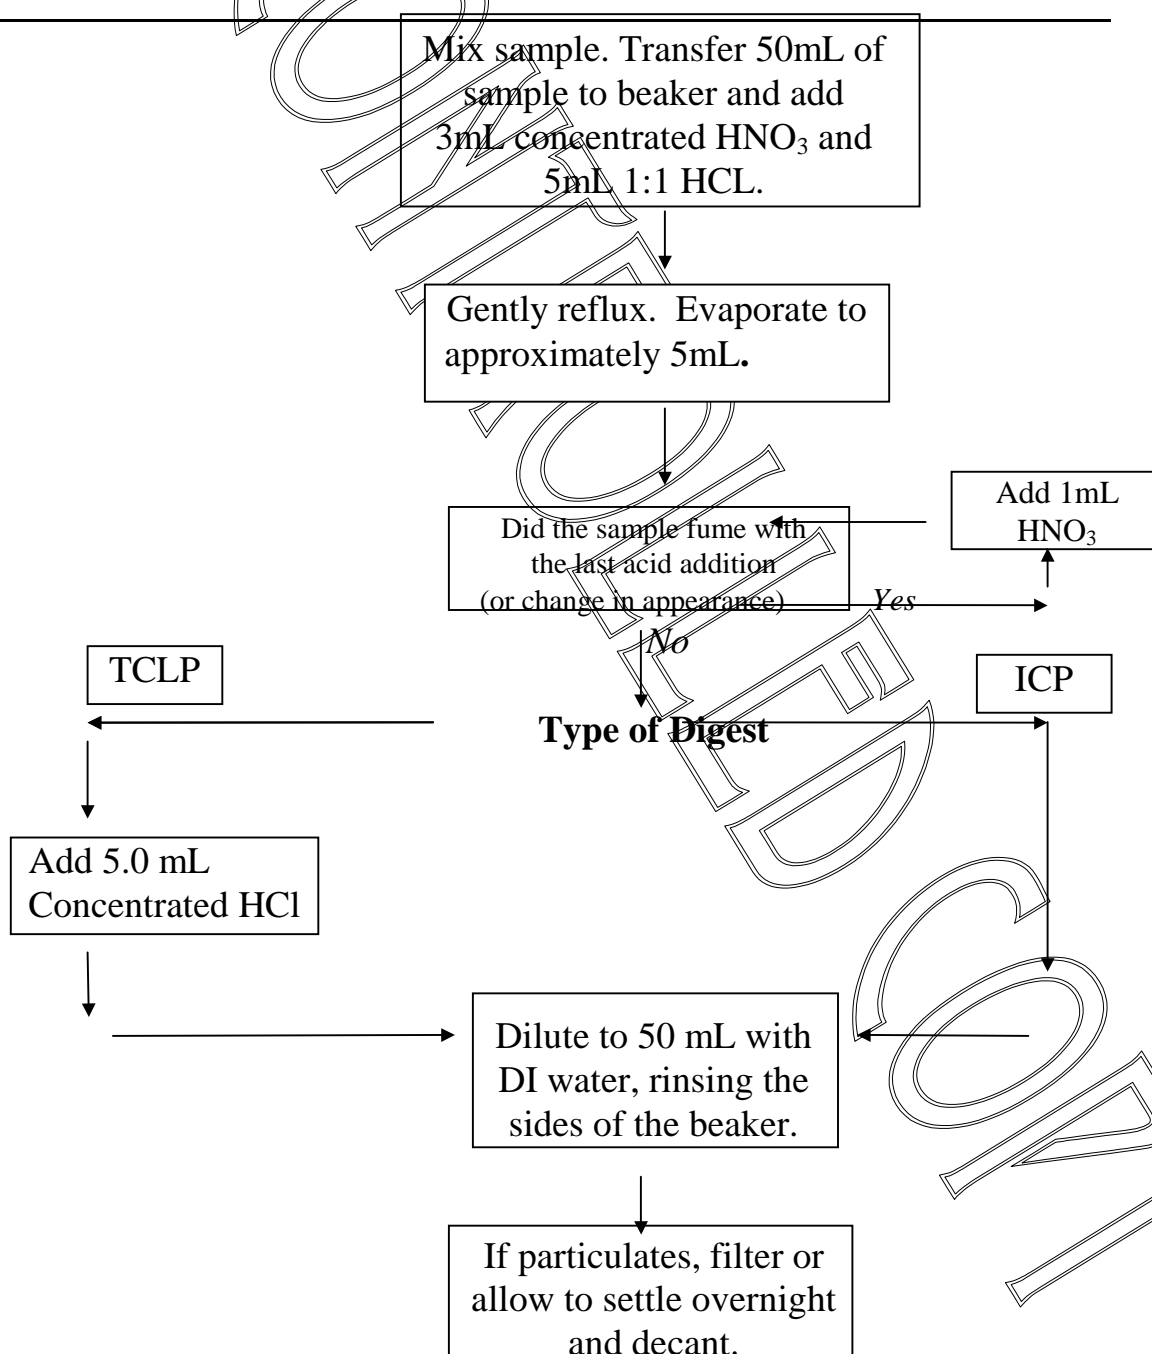 Mix sample. Transfer 50mL of
sample to beaker and add
3mL concentrated HNO₃ and
5mL 1:1 HCL.
Gently reflux.  Evaporate to
approximately 5mL.
Add 1mL
HNO₃
Did the sample fume with
the last acid addition
(or change in appearance)
Yes
No
TCLP
ICP
Type of Digest
Add 5.0 mL
Concentrated HCl
Dilute to 50 mL with
DI water, rinsing the
sides of the beaker.
If particulates, filter or
allow to settle overnight
and decant.
CONTROLLED COPY